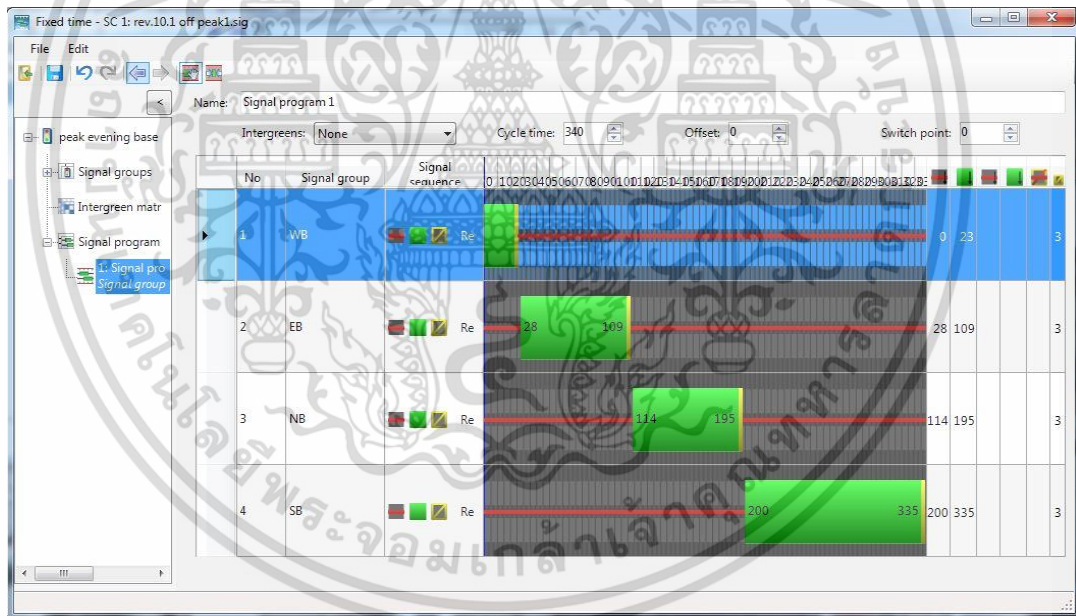 Fixed time - SC 1: rev.10.1 off peak1.sig
File Edit
Name: Signal program 1
peak evening base
Intergreens: None Cycle time: 340 Offset: 0 Switch point: 0
Signal groups
No Signal group Signal sequence
Intergreen matr
Signal program
1: Signal pro
Signal group
1 WB Re 0 23 3
2 EB Re 28 109 28 109 3
3 NB Re 114 195 114 195 3
4 SB Re 200 335 200 335 3